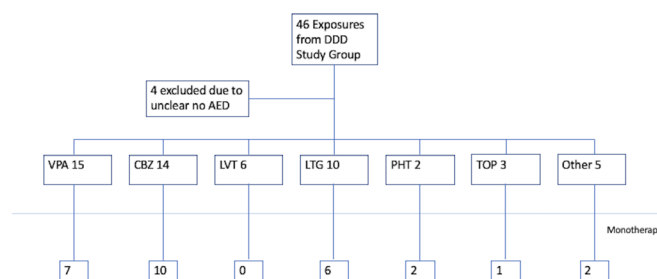 46 Exposures
from DDD
Study Group
4 excluded due to
unclear no AED
VPA 15
CBZ 14
LVT 6
LTG 10
PHT 2
TOP 3
Other 5
Monotherap
7
10
0
6
2
1
2